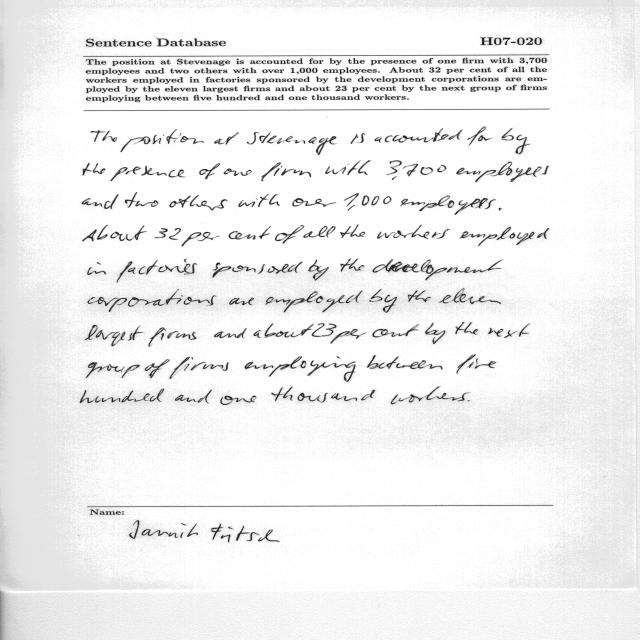 Sentence Database H07-020
The position at Stevenage is accounted for by the presence of one firm with 3,700
employees and two others with over 1,000 employees. About 32 per cent of all the
workers employed in factories sponsored by the development corporations are em-
ployed by the eleven largest firms and about 23 per cent by the next group of firms
employing between five hundred and one thousand workers.
The position at Stevenage is accounted for by
the presence of one firm with 3,700 employees
and two others with over 1,000 employees.
About 32 per cent of all the workers employed
in factories sponsored by the development
corporations are employed by the eleven
largest firms and about 23 per cent by the next
group of firms employing between five
hundred and one thousand workers.
Name: